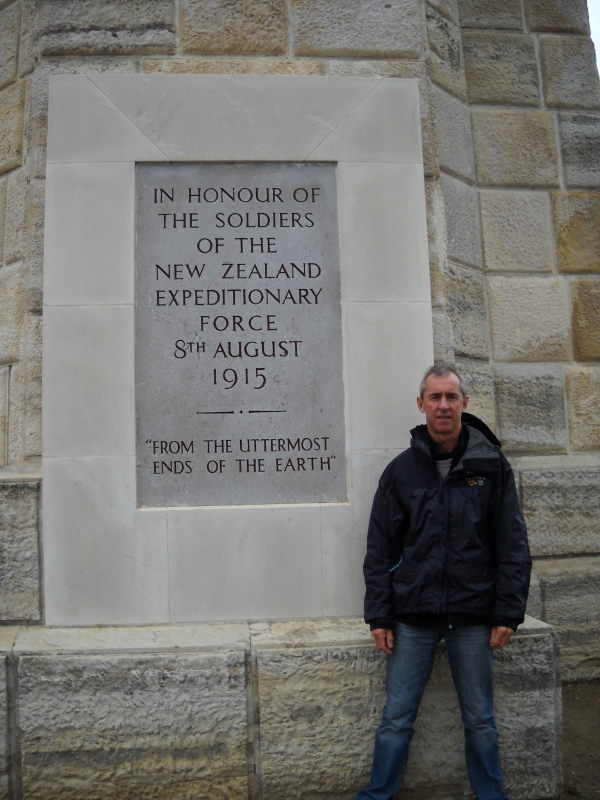 IN HONOUR OF
THE SOLDIERS
OF THE
NEW ZEALAND
EXPEDITIONARY
FORCE
8TH AUGUST
1915
"FROM THE UTTERMOST
ENDS OF THE EARTH"